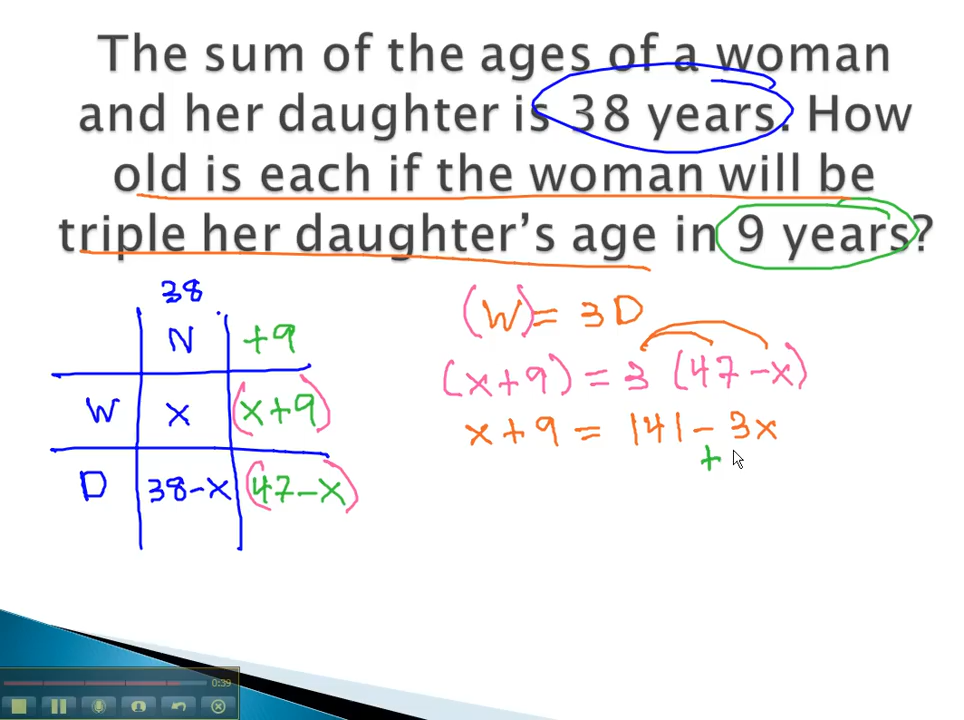 The sum of the ages of a woman
and her daughter is 38 years. How
old is each if the woman will be
triple her daughter's age in 9 years?
38
N +9
W x (x+9)
D 38-x (47-x)
(W) = 3D
(x+9) = 3 (47-x)
x+9 = 141-3x
+
0:39